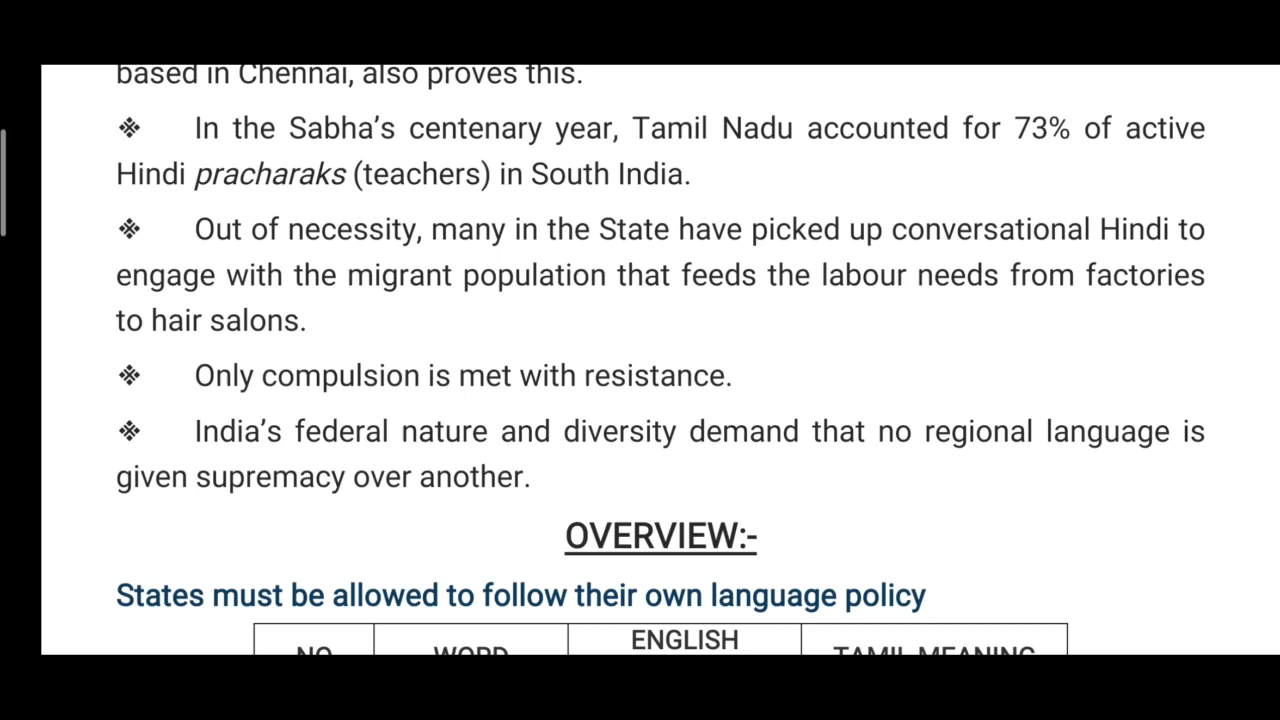 based in Chennai, also proves this.
❖ In the Sabha’s centenary year, Tamil Nadu accounted for 73% of active
Hindi pracharaks (teachers) in South India.
❖ Out of necessity, many in the State have picked up conversational Hindi to
engage with the migrant population that feeds the labour needs from factories
to hair salons.
❖ Only compulsion is met with resistance.
❖ India’s federal nature and diversity demand that no regional language is
given supremacy over another.
OVERVIEW:-
States must be allowed to follow their own language policy
ENGLISH
NO WORD TAMIL MEANING